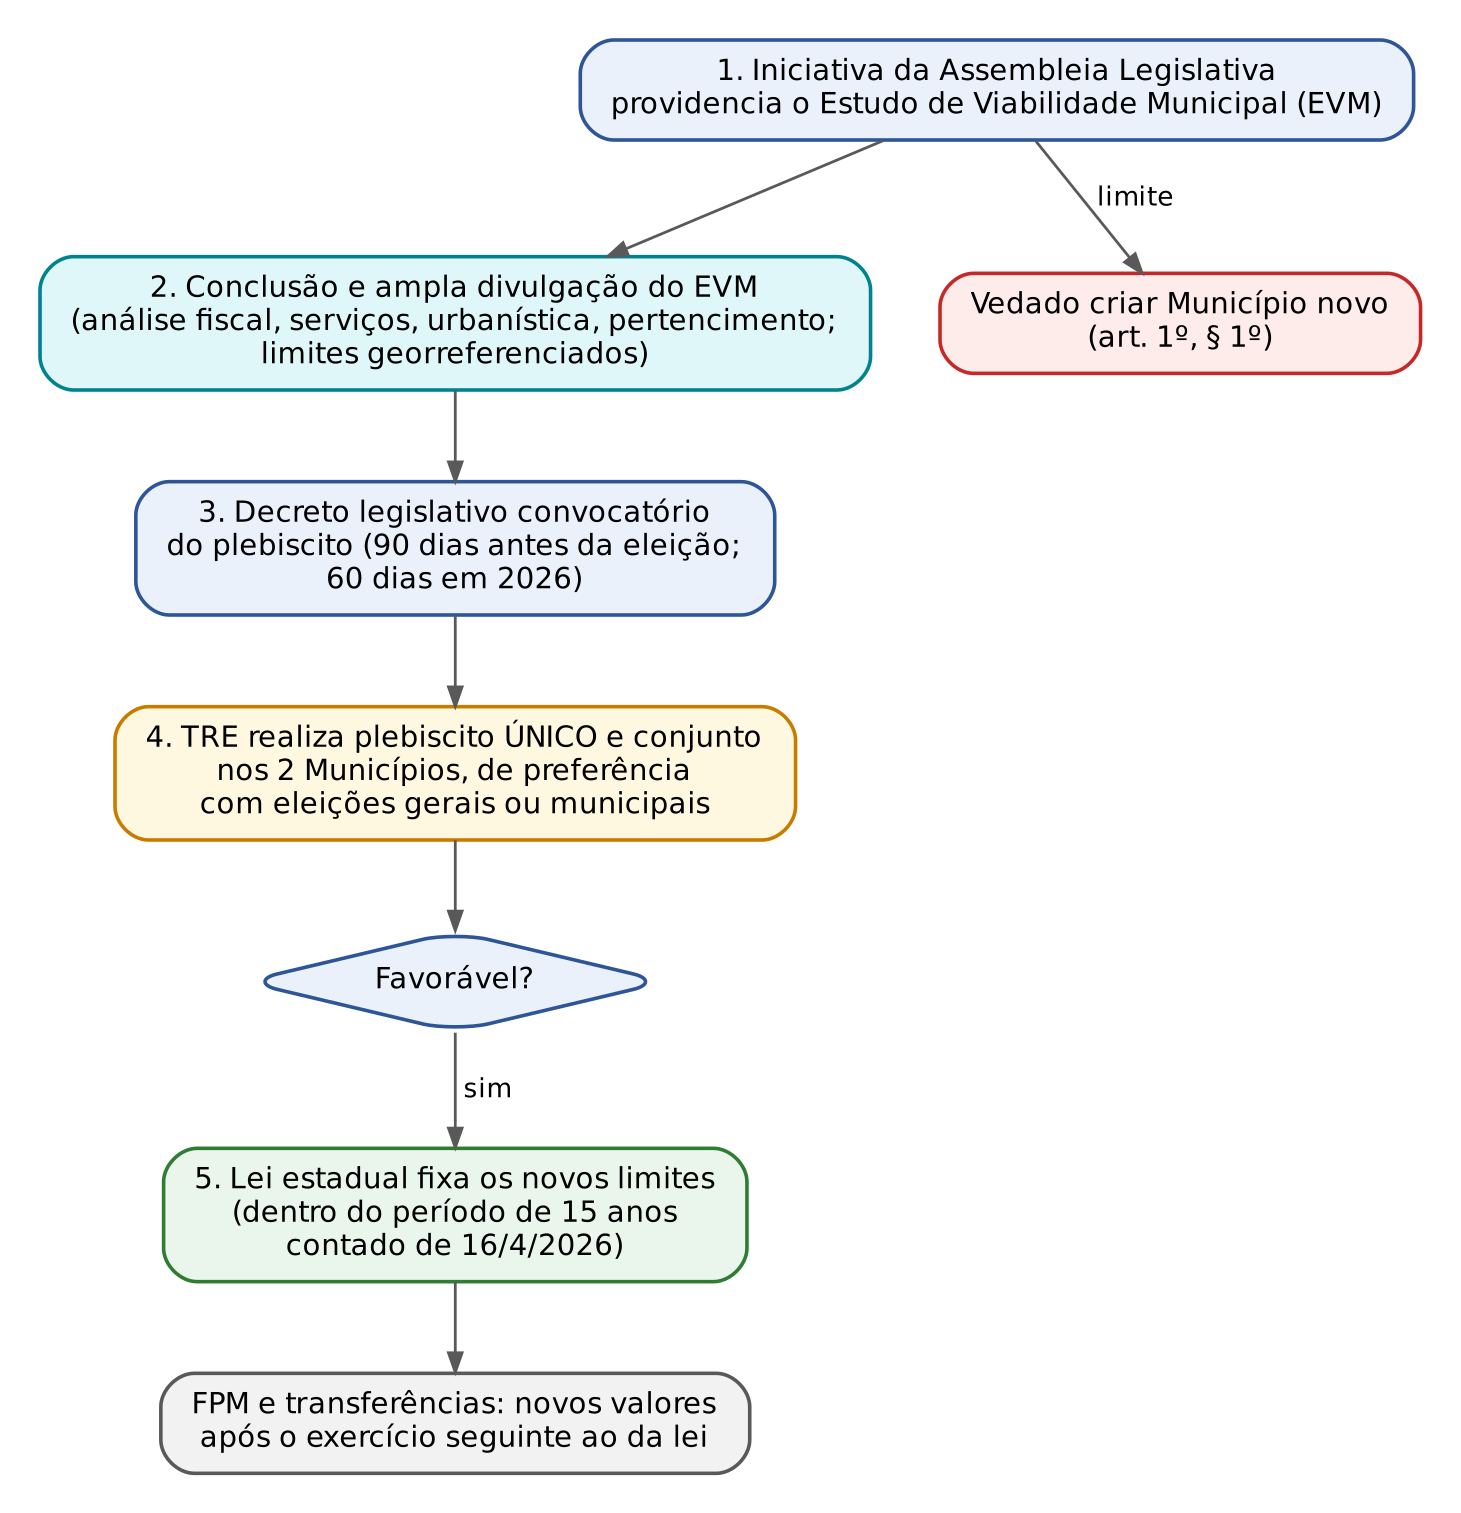 1. Iniciativa da Assembleia Legislativa
providencia o Estudo de Viabilidade Municipal (EVM)
limite
2. Conclusão e ampla divulgação do EVM
(análise fiscal, serviços, urbanística, pertencimento;
limites georreferenciados)
Vedado criar Município novo
(art. 1º, § 1º)
3. Decreto legislativo convocatório
do plebiscito (90 dias antes da eleição;
60 dias em 2026)
4. TRE realiza plebiscito ÚNICO e conjunto
nos 2 Municípios, de preferência
com eleições gerais ou municipais
Favorável?
sim
5. Lei estadual fixa os novos limites
(dentro do período de 15 anos
contado de 16/4/2026)
FPM e transferências: novos valores
após o exercício seguinte ao da lei